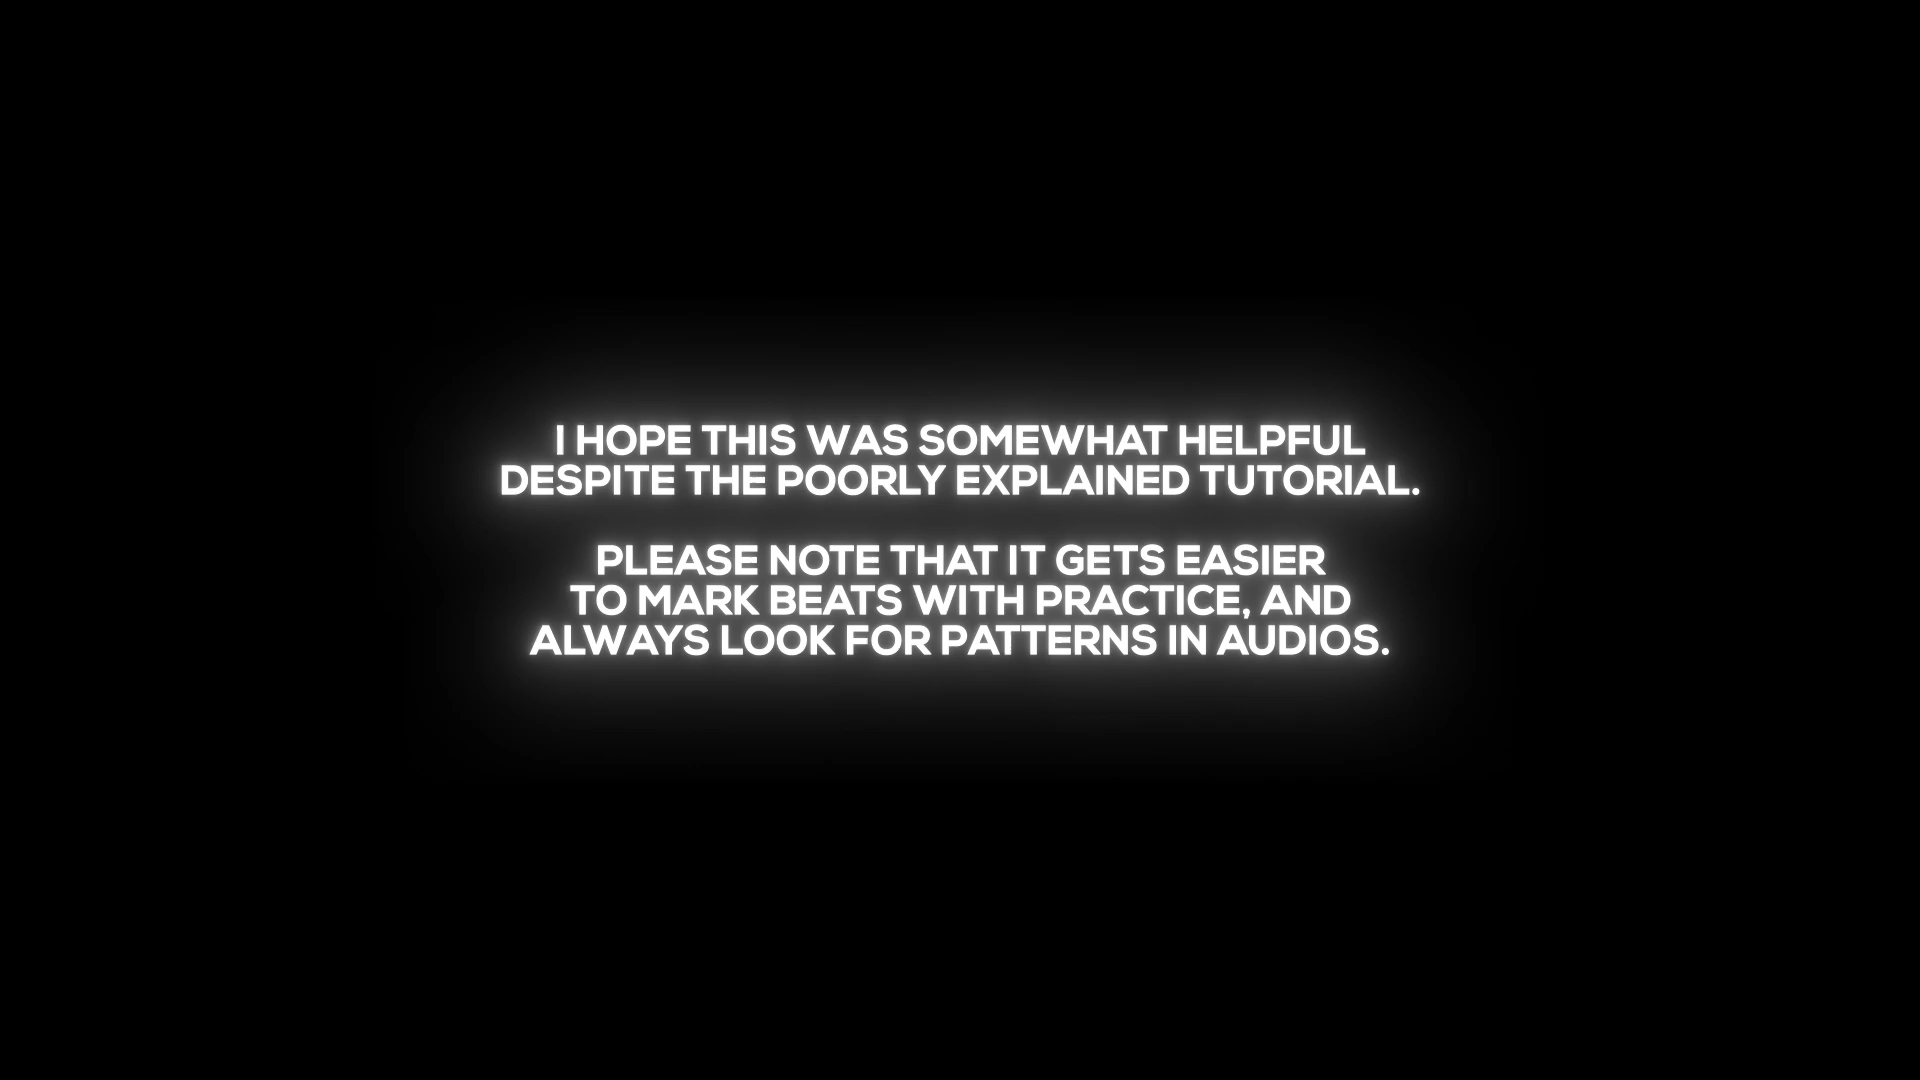 I HOPE THIS WAS SOMEWHAT HELPFUL
DESPITE THE POORLY EXPLAINED TUTORIAL.
PLEASE NOTE THAT IT GETS EASIER
TO MARK BEATS WITH PRACTICE, AND
ALWAYS LOOK FOR PATTERNS IN AUDIOS.